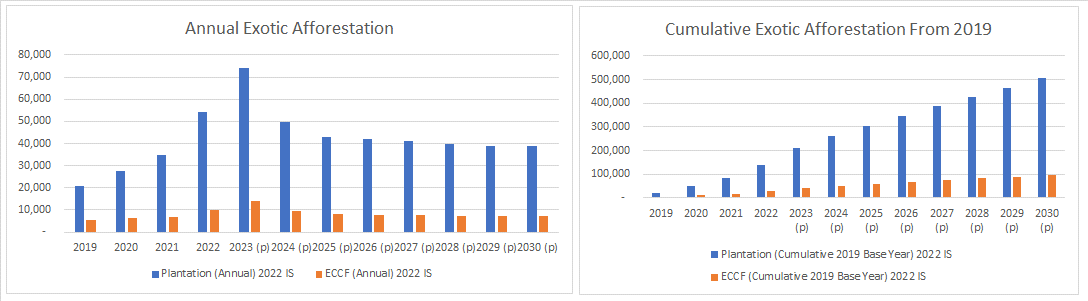 Annual Exotic Afforestation
80,000
70,000
60,000
50,000
40,000
30,000
20,000
10,000
-
2019 2020 2021 2022 2023 (p) 2024 (p) 2025 (p) 2026 (p) 2027 (p) 2028 (p) 2029 (p) 2030 (p)
Plantation (Annual) 2022 IS ECCF (Annual) 2022 IS
Cumulative Exotic Afforestation From 2019
600,000
500,000
400,000
300,000
200,000
100,000
-
2019 2020 2021 2022 2023 2024 2025 2026 2027 2028 2029 2030
(p) (p) (p) (p) (p) (p) (p) (p)
Plantation (Cumulative 2019 Base Year) 2022 IS
ECCF (Cumulative 2019 Base Year) 2022 IS